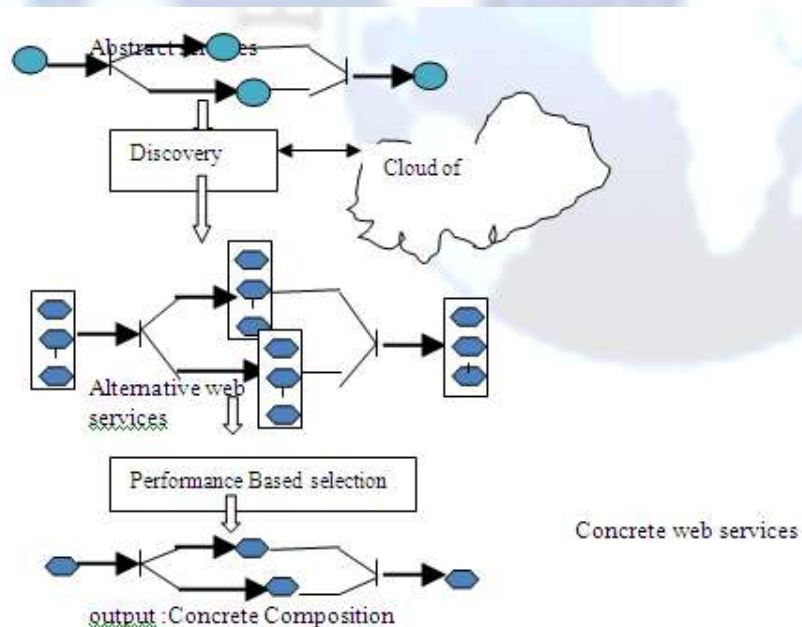 Abstract
Discovery
Cloud of
Alternative web
services
Performance Based selection
Concrete web services
output :Concrete Composition